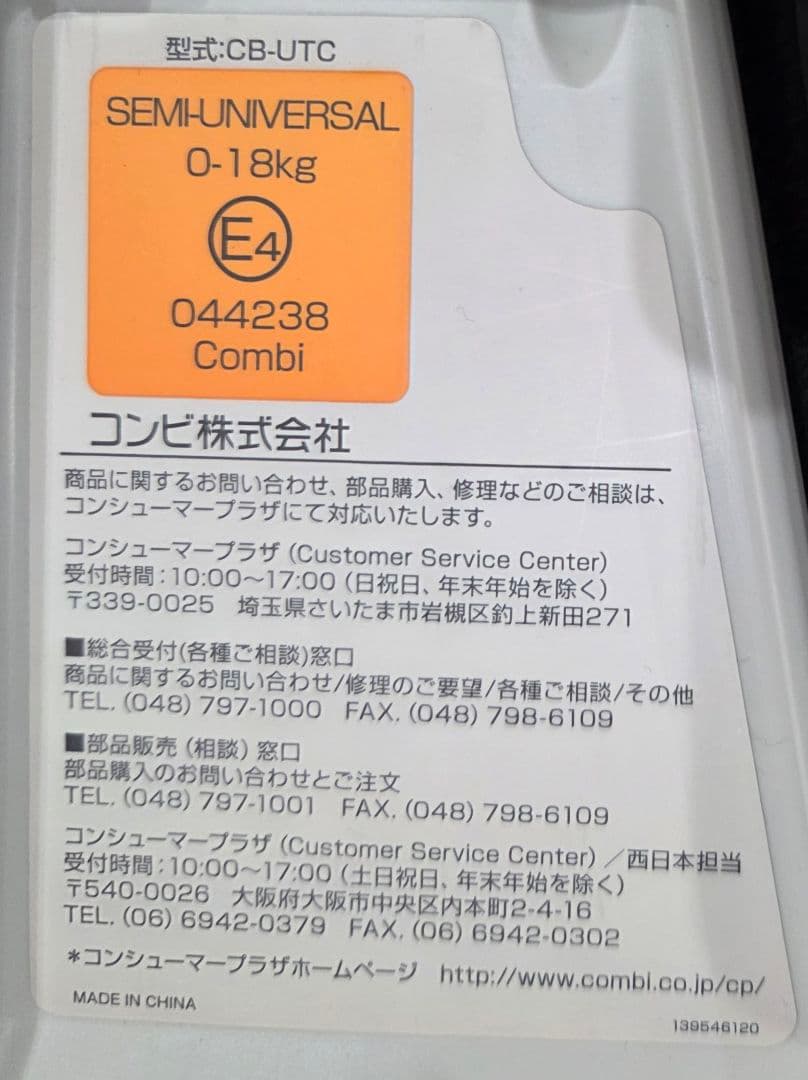 型式:CB-UTC
SEMI-UNIVERSAL
0-18kg
E4
044238
Combi
コンビ株式会社
商品に関するお問い合わせ、部品購入、修理などのご相談は、
コンシューマープラザにて対応いたします。
コンシューマープラザ (Customer Service Center)
受付時間:10:00〜17:00 (日祝日、年末年始を除く)
〒339-0025 埼玉県さいたま市岩槻区釣上新田271
■総合受付(各種ご相談)窓口
商品に関するお問い合わせ/修理のご要望/各種ご相談/その他
TEL. (048) 797-1000 FAX. (048) 798-6109
■部品販売 (相談) 窓口
部品購入のお問い合わせとご注文
TEL. (048) 797-1001 FAX. (048) 798-6109
コンシューマープラザ (Customer Service Center) /西日本担当
受付時間:10:00〜17:00 (土日祝日、年末年始を除く)
〒540-0026 大阪府大阪市中央区内本町2-4-16
TEL. (06) 6942-0379 FAX. (06) 6942-0302
*コンシューマープラザホームページ http://www.combi.co.jp/cp/
MADE IN CHINA
139546120